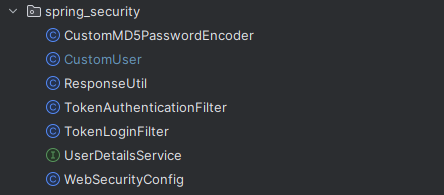 spring_security
CustomMD5PasswordEncoder
CustomUser
ResponseUtil
TokenAuthenticationFilter
TokenLoginFilter
UserDetailsService
WebSecurityConfig